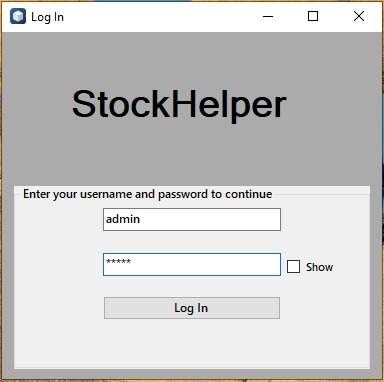 Log In
StockHelper
Enter your username and password to continue
admin
*****
Show
Log In